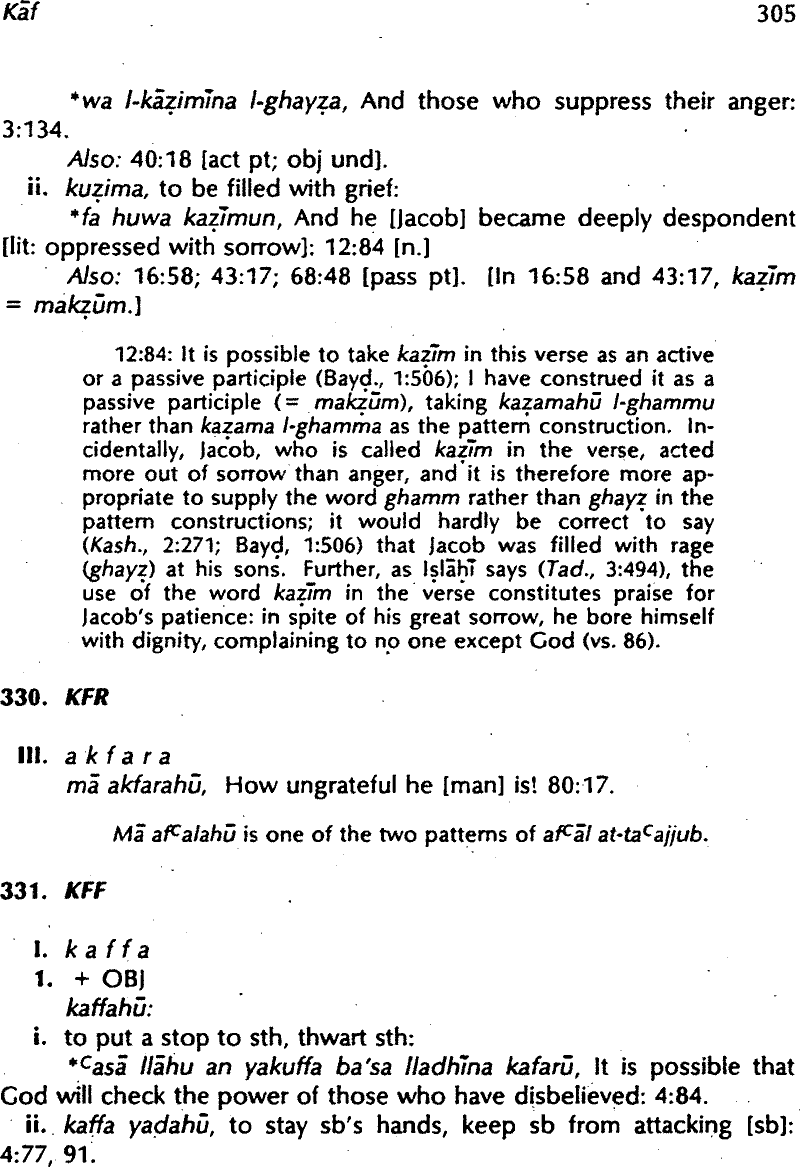 Kāf 305
*wa l-kāẓimīna l-ghayẓa, And those who suppress their anger:
3:134.
Also: 40:18 [act pt; obj und].
ii. kuẓima, to be filled with grief:
*fa huwa kaẓīmun, And he [Jacob] became deeply despondent
[lit: oppressed with sorrow]: 12:84 [n.]
Also: 16:58; 43:17; 68:48 [pass pt]. [In 16:58 and 43:17, kaẓīm
= makẓūm.]
12:84: It is possible to take kaẓīm in this verse as an active
or a passive participle (Bayḍ., 1:506); I have construed it as a
passive participle (= makẓūm), taking kaẓamahū l-ghammu
rather than kaẓama l-ghamma as the pattern construction. In-
cidentally, Jacob, who is called kaẓīm in the verse, acted
more out of sorrow than anger, and it is therefore more ap-
propriate to supply the word ghamm rather than ghayẓ in the
pattern constructions; it would hardly be correct to say
(Kash., 2:271; Bayḍ, 1:506) that Jacob was filled with rage
(ghayẓ) at his sons. Further, as Iṣlāḥī says (Tad., 3:494), the
use of the word kaẓīm in the verse constitutes praise for
Jacob's patience: in spite of his great sorrow, he bore himself
with dignity, complaining to no one except God (vs. 86).
330. KFR
III. a k f a r a
mā akfarahū, How ungrateful he [man] is! 80:17.
Mā afᶜalahū is one of the two patterns of afᶜāl at-taᶜajjub.
331. KFF
I. k a f f a
1. + OBJ
kaffahū:
i. to put a stop to sth, thwart sth:
*ᶜasā llāhu an yakuffa ba'sa lladhīna kafarū, It is possible that
God will check the power of those who have disbelieved: 4:84.
ii. kaffa yadahū, to stay sb's hands, keep sb from attacking [sb]:
4:77, 91.